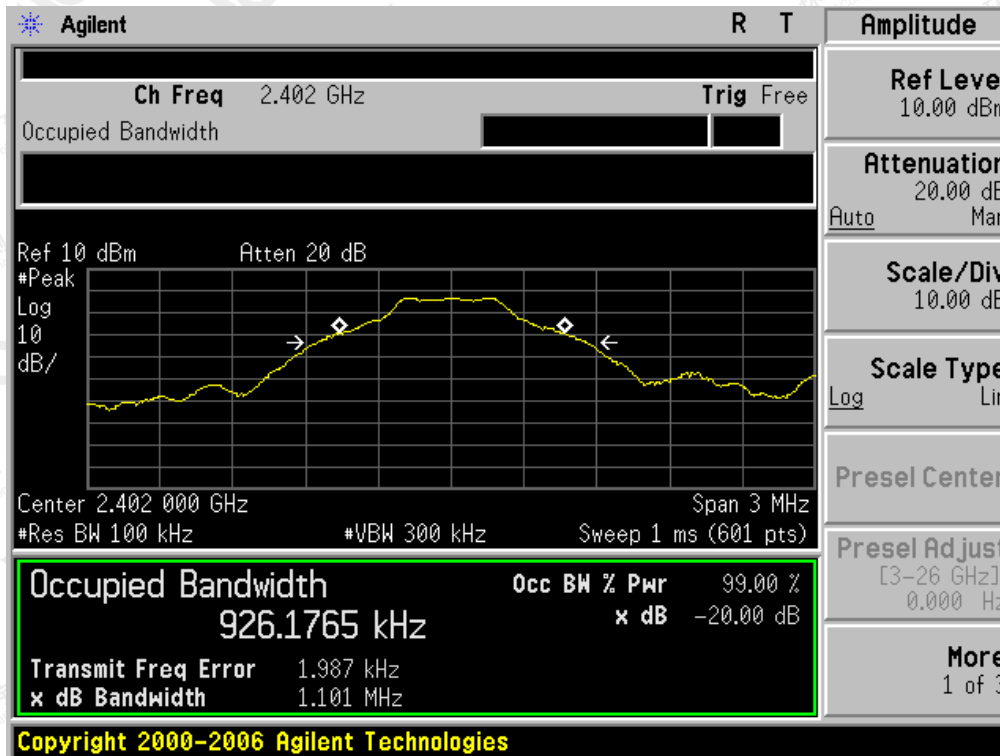 Agilent R T
Amplitude
Ch Freq 2.402 GHz Trig Free
Occupied Bandwidth
Ref Leve
10.00 dBm
Attenuation
20.00 dB
Auto Man
Ref 10 dBm Atten 20 dB
#Peak
Log
10
dB/
Scale/Div
10.00 dB
Scale Type
Log Lin
Presel Center
Center 2.402 000 GHz Span 3 MHz
#Res BW 100 kHz #VBW 300 kHz Sweep 1 ms (601 pts)
Presel Adjust
[3-26 GHz]
0.000 Hz
Occupied Bandwidth
926.1765 kHz
Occ BW % Pwr 99.00 %
x dB -20.00 dB
Transmit Freq Error 1.987 kHz
x dB Bandwidth 1.101 MHz
More
1 of 3
Copyright 2000-2006 Agilent Technologies